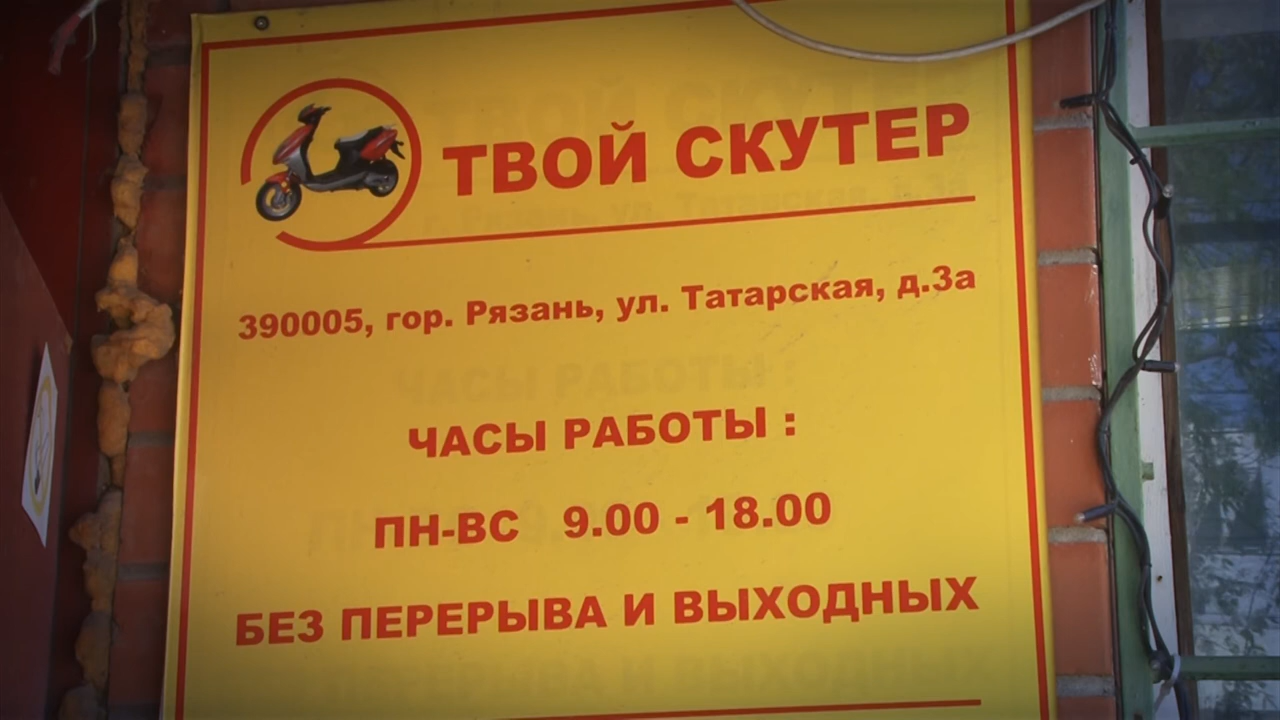 ТВОЙ СКУТЕР
390005, гор. Рязань, ул. Татарская, д.3а
ЧАСЫ РАБОТЫ :
ПН-ВС 9.00 - 18.00
БЕЗ ПЕРЕРЫВА И ВЫХОДНЫХ